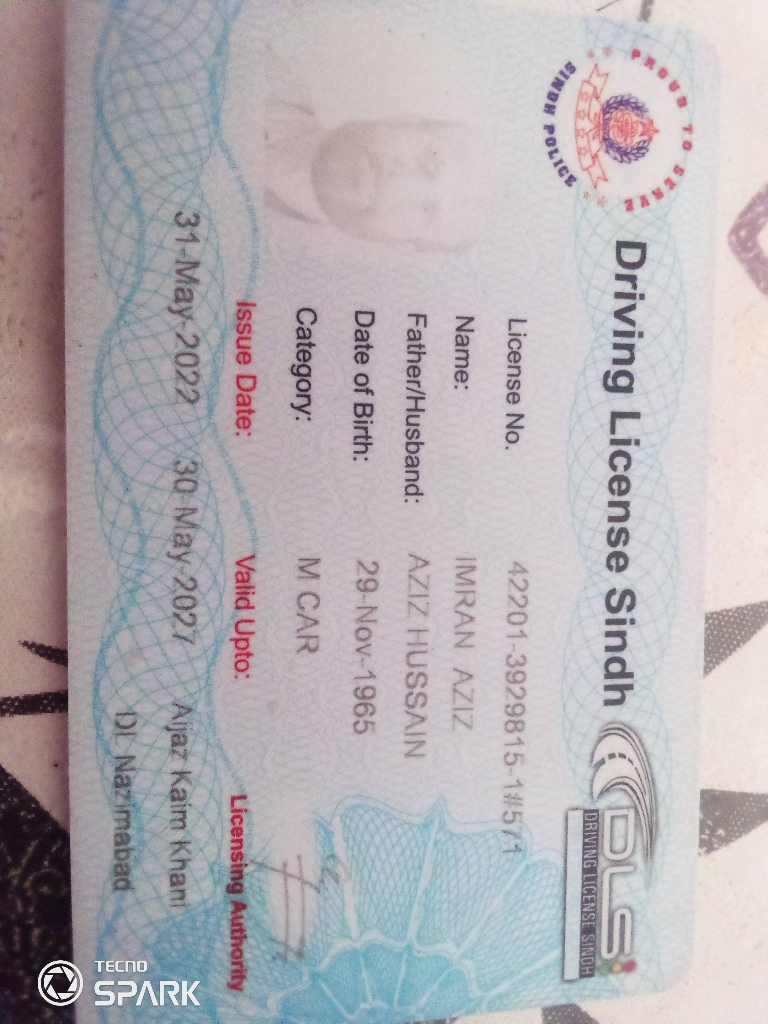 PROUD TO SERVE
SINDH POLICE
Driving License Sindh
DLS
DRIVING LICENSE SINDH
License No. 42201-3929815-1#571
Name: IMRAN AZIZ
Father/Husband: AZIZ HUSSAIN
Date of Birth: 29-Nov-1965
Category: M CAR
Issue Date: Valid Upto: Licensing Authority
31-May-2022 30-May-2027 Aijaz Kaim Khani
DL Nazimabad
TECNO
SPARK